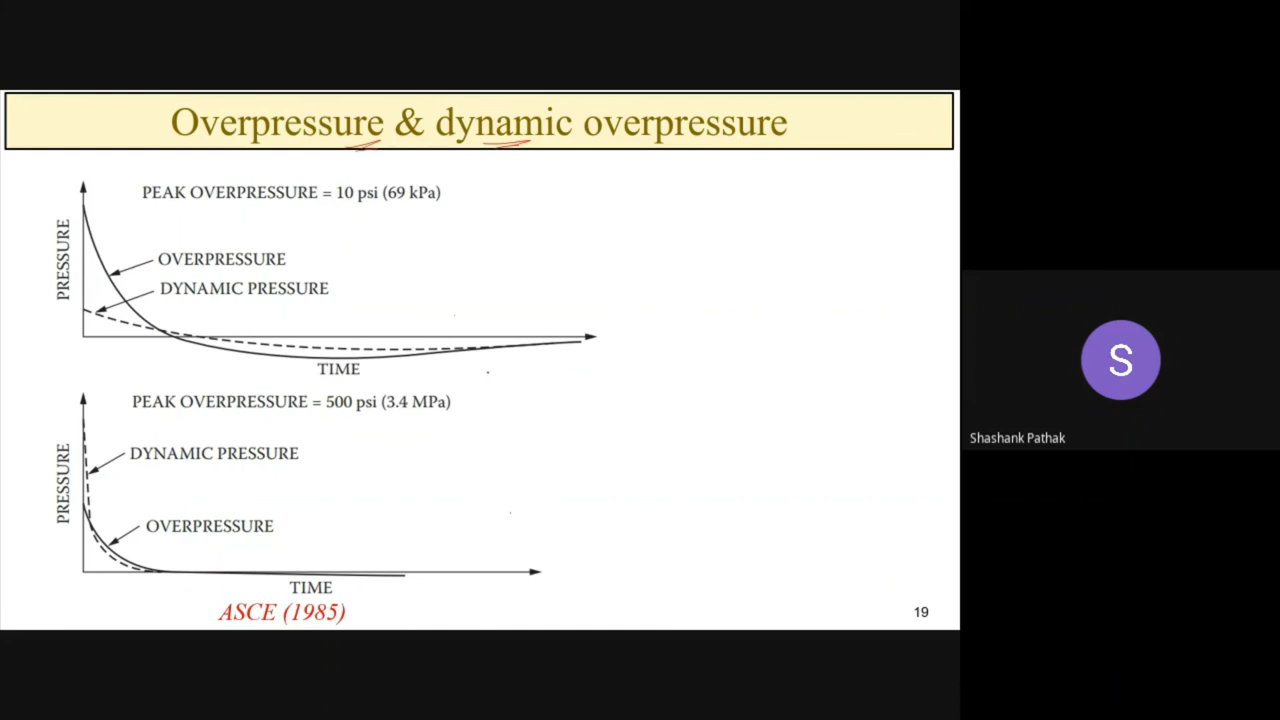 Overpressure & dynamic overpressure
PEAK OVERPRESSURE = 10 psi (69 kPa)
PRESSURE
OVERPRESSURE
DYNAMIC PRESSURE
TIME
PEAK OVERPRESSURE = 500 psi (3.4 MPa)
PRESSURE
DYNAMIC PRESSURE
OVERPRESSURE
TIME
ASCE (1985)
19
S
Shashank Pathak